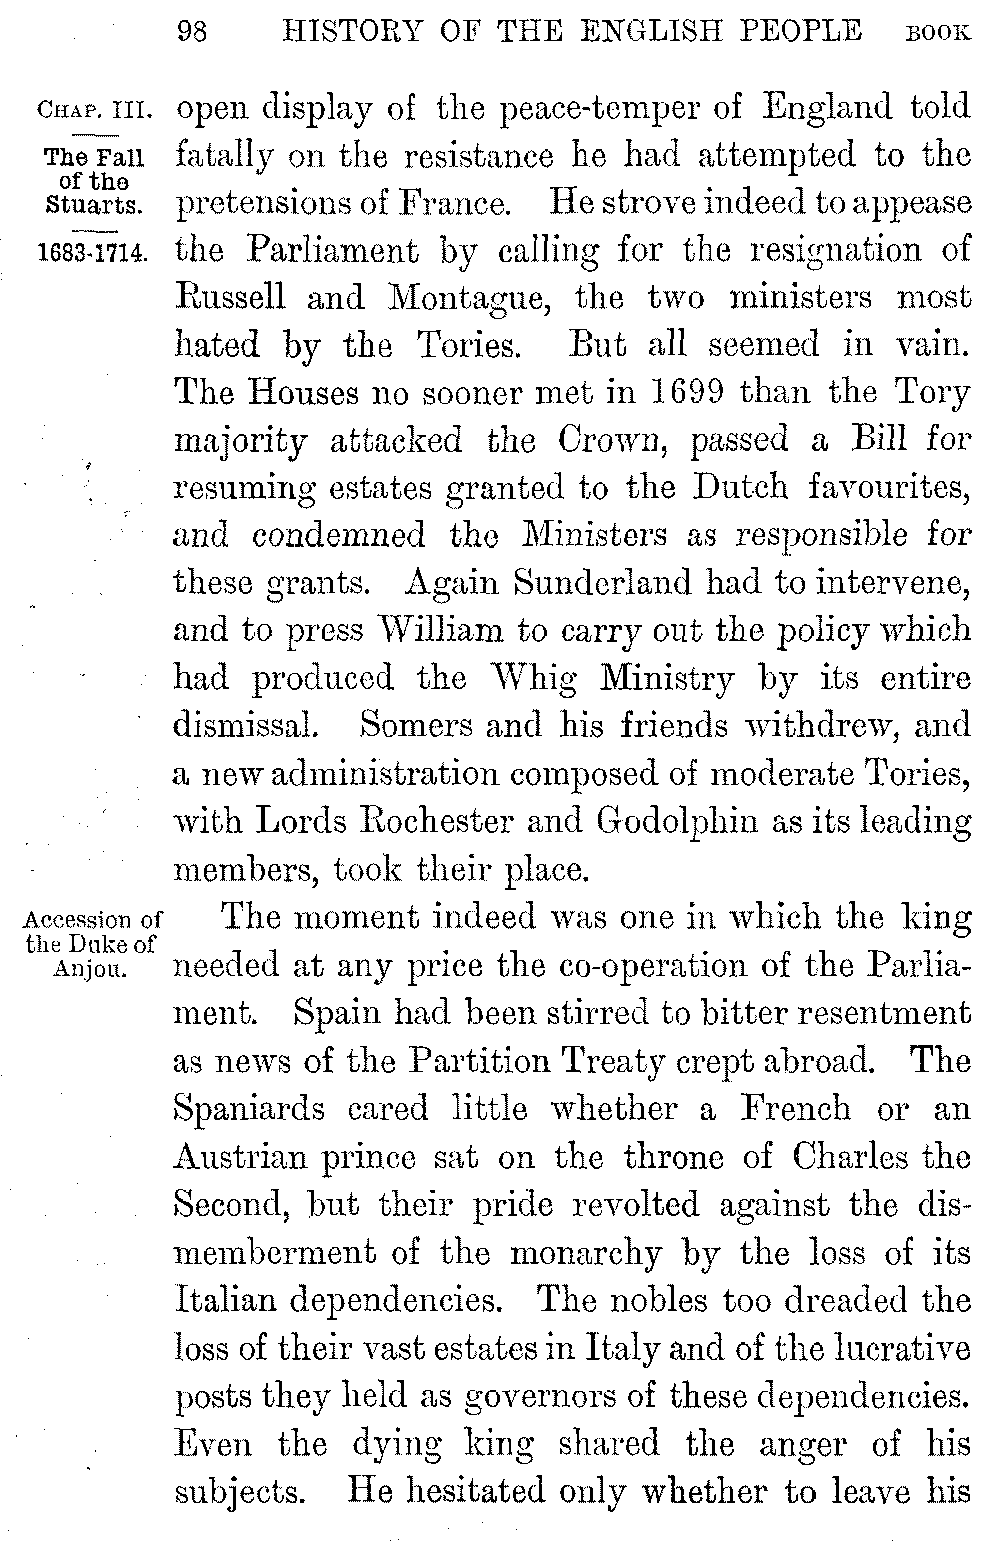 98 HISTORY OF THE ENGLISH PEOPLE BOOK
CHAP. III.
The Fall
of the
Stuarts.
1683-1714.
open display of the peace-temper of England told
fatally on the resistance he had attempted to the
pretensions of France. He strove indeed to appease
the Parliament by calling for the resignation of
Russell and Montague, the two ministers most
hated by the Tories. But all seemed in vain.
The Houses no sooner met in 1699 than the Tory
majority attacked the Crown, passed a Bill for
resuming estates granted to the Dutch favourites,
and condemned the Ministers as responsible for
these grants. Again Sunderland had to intervene,
and to press William to carry out the policy which
had produced the Whig Ministry by its entire
dismissal. Somers and his friends withdrew, and
a new administration composed of moderate Tories,
with Lords Rochester and Godolphin as its leading
members, took their place.
Accession of
the Duke of
Anjou.
The moment indeed was one in which the king
needed at any price the co-operation of the Parlia-
ment. Spain had been stirred to bitter resentment
as news of the Partition Treaty crept abroad. The
Spaniards cared little whether a French or an
Austrian prince sat on the throne of Charles the
Second, but their pride revolted against the dis-
memberment of the monarchy by the loss of its
Italian dependencies. The nobles too dreaded the
loss of their vast estates in Italy and of the lucrative
posts they held as governors of these dependencies.
Even the dying king shared the anger of his
subjects. He hesitated only whether to leave his